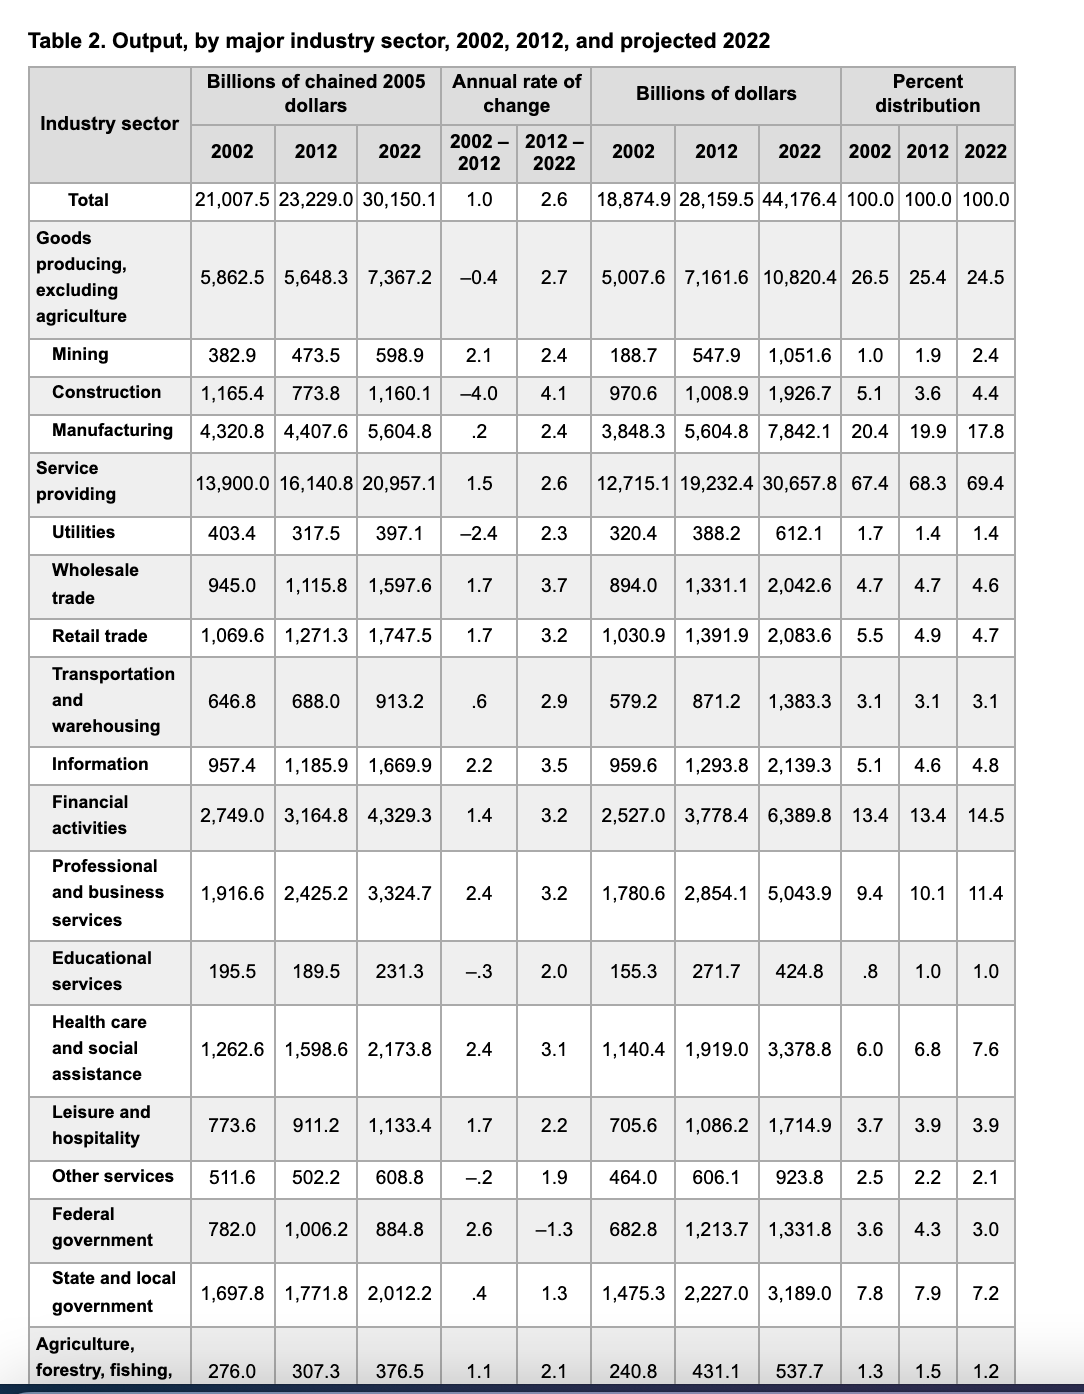 Table 2. Output, by major industry sector, 2002, 2012, and projected 2022
Industry sector
Billions of chained 2005
dollars
Annual rate of
change
Billions of dollars
Percent
distribution
2002 2012 2022 2002 –
2012 2012 –
2022 2002 2012 2022 2002 2012 2022
Total 21,007.5 23,229.0 30,150.1 1.0 2.6 18,874.9 28,159.5 44,176.4 100.0 100.0 100.0
Goods
producing,
excluding
agriculture
5,862.5 5,648.3 7,367.2 –0.4 2.7 5,007.6 7,161.6 10,820.4 26.5 25.4 24.5
Mining 382.9 473.5 598.9 2.1 2.4 188.7 547.9 1,051.6 1.0 1.9 2.4
Construction 1,165.4 773.8 1,160.1 –4.0 4.1 970.6 1,008.9 1,926.7 5.1 3.6 4.4
Manufacturing 4,320.8 4,407.6 5,604.8 .2 2.4 3,848.3 5,604.8 7,842.1 20.4 19.9 17.8
Service
providing
13,900.0 16,140.8 20,957.1 1.5 2.6 12,715.1 19,232.4 30,657.8 67.4 68.3 69.4
Utilities 403.4 317.5 397.1 –2.4 2.3 320.4 388.2 612.1 1.7 1.4 1.4
Wholesale
trade
945.0 1,115.8 1,597.6 1.7 3.7 894.0 1,331.1 2,042.6 4.7 4.7 4.6
Retail trade 1,069.6 1,271.3 1,747.5 1.7 3.2 1,030.9 1,391.9 2,083.6 5.5 4.9 4.7
Transportation
and
warehousing
646.8 688.0 913.2 .6 2.9 579.2 871.2 1,383.3 3.1 3.1 3.1
Information 957.4 1,185.9 1,669.9 2.2 3.5 959.6 1,293.8 2,139.3 5.1 4.6 4.8
Financial
activities
2,749.0 3,164.8 4,329.3 1.4 3.2 2,527.0 3,778.4 6,389.8 13.4 13.4 14.5
Professional
and business
services
1,916.6 2,425.2 3,324.7 2.4 3.2 1,780.6 2,854.1 5,043.9 9.4 10.1 11.4
Educational
services
195.5 189.5 231.3 –.3 2.0 155.3 271.7 424.8 .8 1.0 1.0
Health care
and social
assistance
1,262.6 1,598.6 2,173.8 2.4 3.1 1,140.4 1,919.0 3,378.8 6.0 6.8 7.6
Leisure and
hospitality
773.6 911.2 1,133.4 1.7 2.2 705.6 1,086.2 1,714.9 3.7 3.9 3.9
Other services 511.6 502.2 608.8 –.2 1.9 464.0 606.1 923.8 2.5 2.2 2.1
Federal
government
782.0 1,006.2 884.8 2.6 –1.3 682.8 1,213.7 1,331.8 3.6 4.3 3.0
State and local
government
1,697.8 1,771.8 2,012.2 .4 1.3 1,475.3 2,227.0 3,189.0 7.8 7.9 7.2
Agriculture,
forestry, fishing,
276.0 307.3 376.5 1.1 2.1 240.8 431.1 537.7 1.3 1.5 1.2